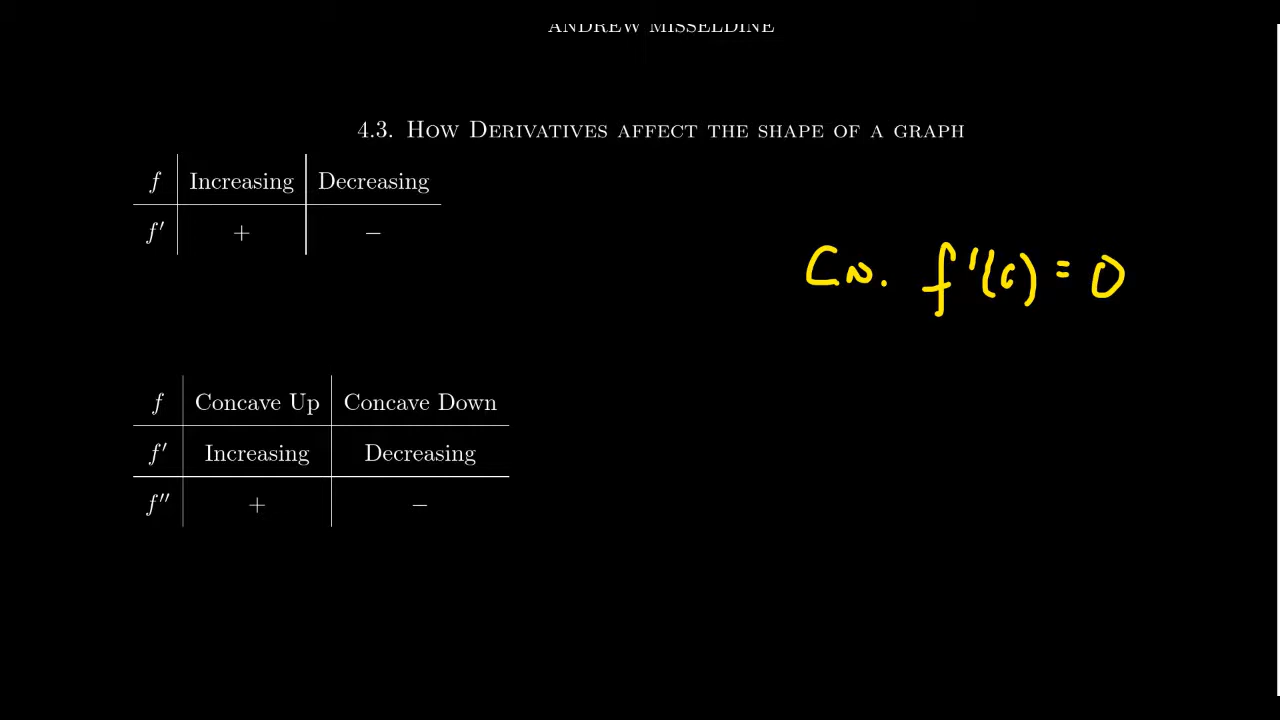 ANDREW MISSELDINE
4.3. How Derivatives affect the shape of a graph
f Increasing Decreasing
f′ + −
C.N. f'(c) = 0
f Concave Up Concave Down
f′ Increasing Decreasing
f″ + −